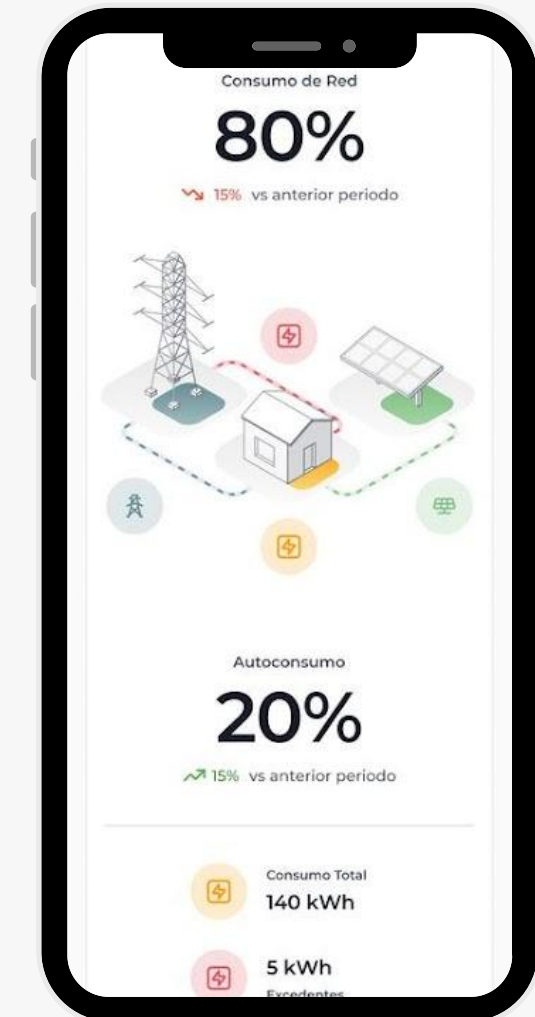 Consumo de Red
80%
15% vs anterior periodo
Autoconsumo
20%
15% vs anterior periodo
Consumo Total
140 kWh
5 kWh
Excedentes